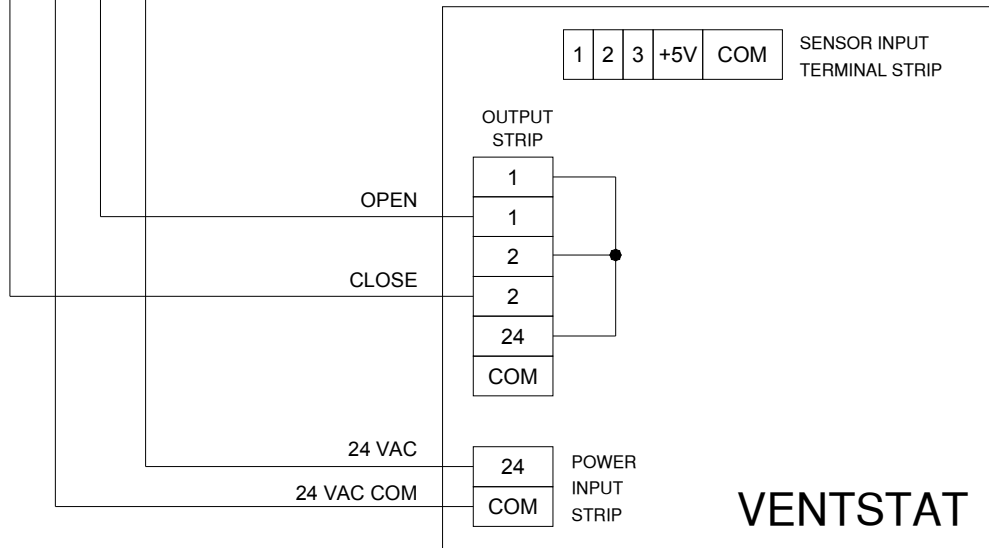 1 2 3 +5V COM
SENSOR INPUT
TERMINAL STRIP
OUTPUT
STRIP
1
OPEN
1
2
CLOSE
2
24
COM
24 VAC
24
24 VAC COM
COM
POWER
INPUT
STRIP
VENTSTAT